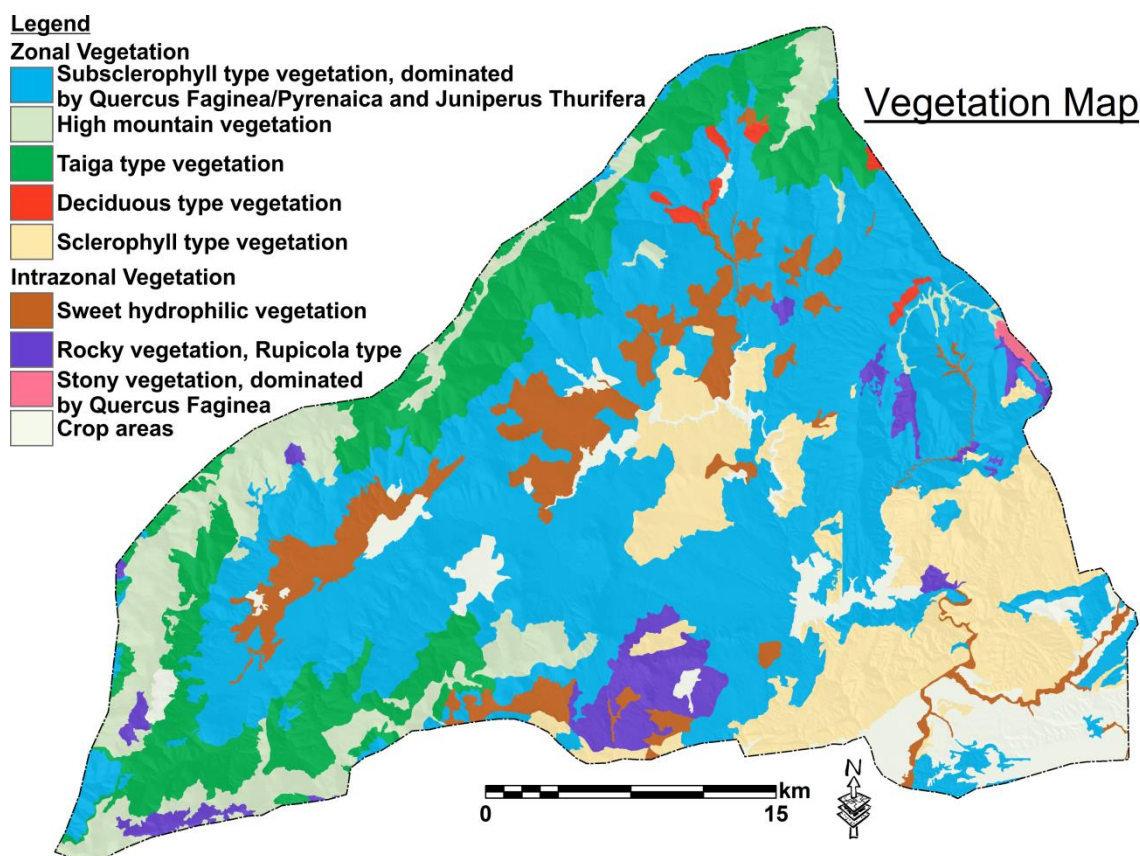 Legend
Zonal Vegetation
Subsclerophyll type vegetation, dominated
by Quercus Faginea/Pyrenaica and Juniperus Thurifera
High mountain vegetation
Taiga type vegetation
Deciduous type vegetation
Sclerophyll type vegetation
Intrazonal Vegetation
Sweet hydrophilic vegetation
Rocky vegetation, Rupicola type
Stony vegetation, dominated
by Quercus Faginea
Crop areas
Vegetation Map
km
0 15
N